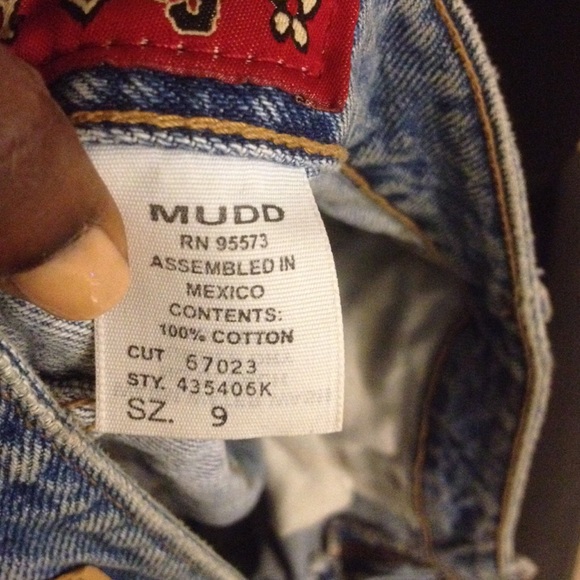 MUDD
RN 95573
ASSEMBLED IN
MEXICO
CONTENTS:
100% COTTON
CUT 67023
STY. 435406K
SZ. 9